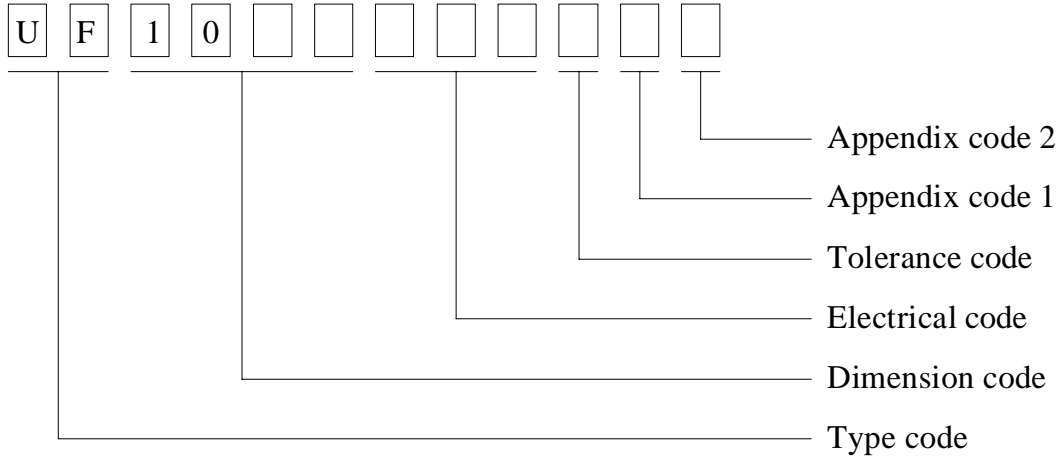 U F 1 0
Appendix code 2
Appendix code 1
Tolerance code
Electrical code
Dimension code
Type code